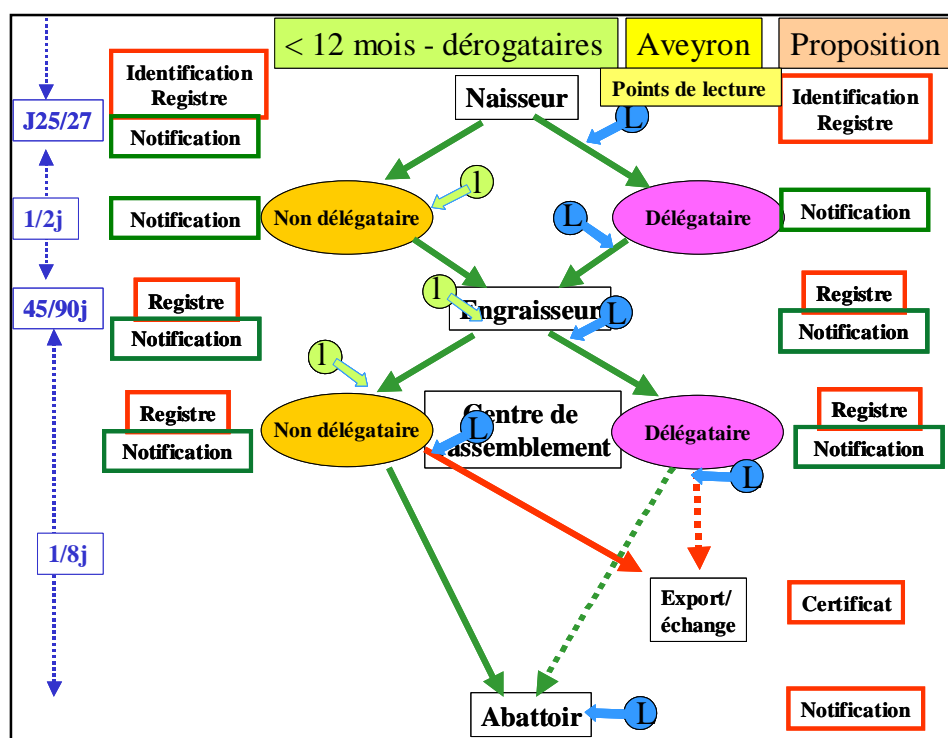 < 12 mois - dérogataires
Aveyron
Proposition
Points de lecture
Identification
Registre
Notification
J25/27
Naisseur
L
Identification
Registre
1/2j
Notification
Non délégataire
l
L
Délégataire
Notification
45/90j
Registre
Notification
l
Engraisseur
L
Registre
Notification
l
Registre
Notification
Non délégataire
L
Centre de
rassemblement
Délégataire
L
Registre
Notification
1/8j
Export/
échange
Certificat
Abattoir
L
Notification